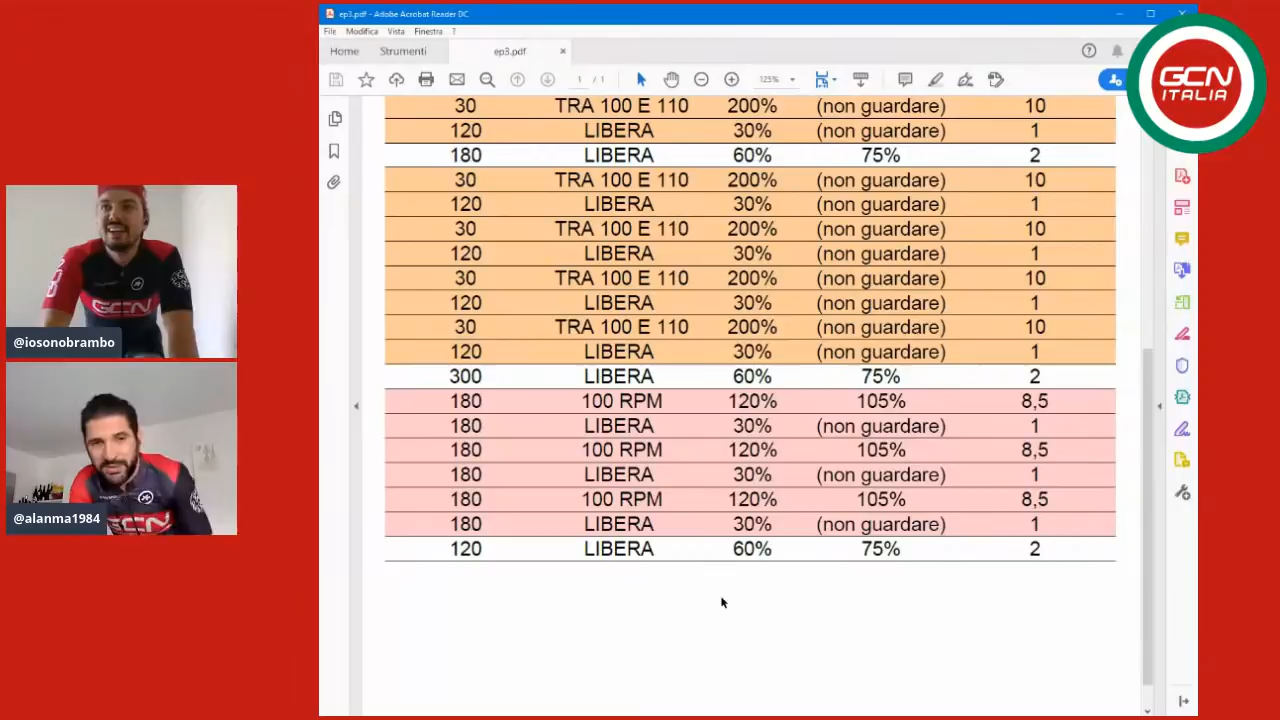 ep3.pdf - Adobe Acrobat Reader DC
File Modifica Vista Finestra ?
Home Strumenti ep3.pdf ×
1 / 1 125%
GCN
ITALIA
30 TRA 100 E 110 200% (non guardare) 10
120 LIBERA 30% (non guardare) 1
180 LIBERA 60% 75% 2
30 TRA 100 E 110 200% (non guardare) 10
120 LIBERA 30% (non guardare) 1
30 TRA 100 E 110 200% (non guardare) 10
120 LIBERA 30% (non guardare) 1
30 TRA 100 E 110 200% (non guardare) 10
120 LIBERA 30% (non guardare) 1
30 TRA 100 E 110 200% (non guardare) 10
120 LIBERA 30% (non guardare) 1
300 LIBERA 60% 75% 2
180 100 RPM 120% 105% 8,5
180 LIBERA 30% (non guardare) 1
180 100 RPM 120% 105% 8,5
180 LIBERA 30% (non guardare) 1
180 100 RPM 120% 105% 8,5
180 LIBERA 30% (non guardare) 1
120 LIBERA 60% 75% 2
GCN
@iosonobrambo
GCN
@alanma1984